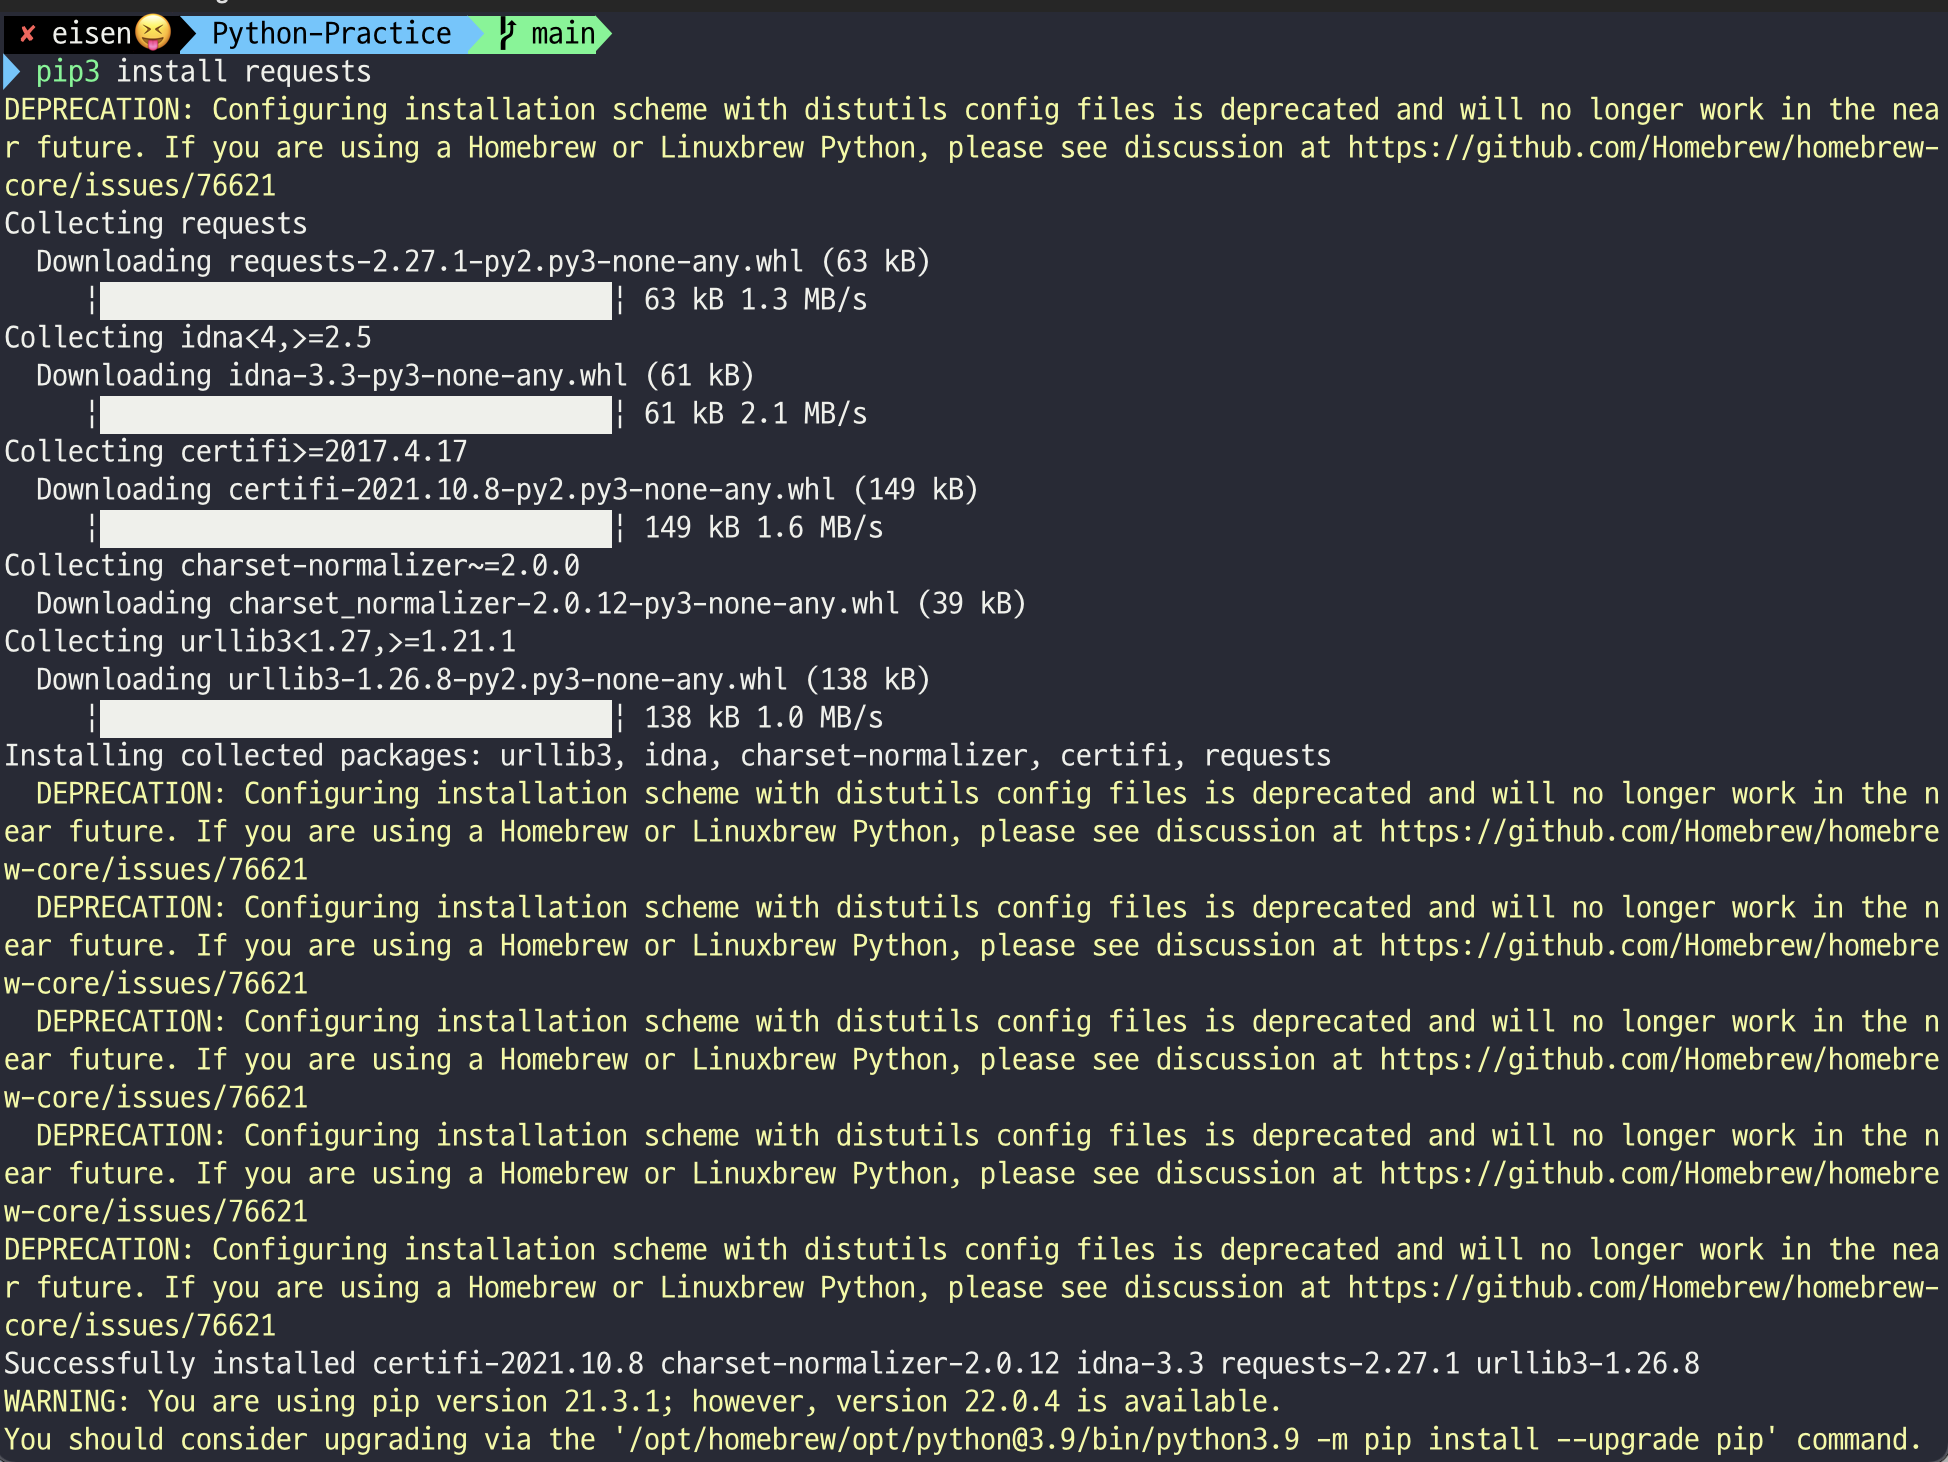 ✘ eisen😝 Python-Practice main
pip3 install requests
DEPRECATION: Configuring installation scheme with distutils config files is deprecated and will no longer work in the nea
r future. If you are using a Homebrew or Linuxbrew Python, please see discussion at https://github.com/Homebrew/homebrew-
core/issues/76621
Collecting requests
  Downloading requests-2.27.1-py2.py3-none-any.whl (63 kB)
     |████████████████████████████████| 63 kB 1.3 MB/s
Collecting idna<4,>=2.5
  Downloading idna-3.3-py3-none-any.whl (61 kB)
     |████████████████████████████████| 61 kB 2.1 MB/s
Collecting certifi>=2017.4.17
  Downloading certifi-2021.10.8-py2.py3-none-any.whl (149 kB)
     |████████████████████████████████| 149 kB 1.6 MB/s
Collecting charset-normalizer~=2.0.0
  Downloading charset_normalizer-2.0.12-py3-none-any.whl (39 kB)
Collecting urllib3<1.27,>=1.21.1
  Downloading urllib3-1.26.8-py2.py3-none-any.whl (138 kB)
     |████████████████████████████████| 138 kB 1.0 MB/s
Installing collected packages: urllib3, idna, charset-normalizer, certifi, requests
  DEPRECATION: Configuring installation scheme with distutils config files is deprecated and will no longer work in the n
ear future. If you are using a Homebrew or Linuxbrew Python, please see discussion at https://github.com/Homebrew/homebre
w-core/issues/76621
  DEPRECATION: Configuring installation scheme with distutils config files is deprecated and will no longer work in the n
ear future. If you are using a Homebrew or Linuxbrew Python, please see discussion at https://github.com/Homebrew/homebre
w-core/issues/76621
  DEPRECATION: Configuring installation scheme with distutils config files is deprecated and will no longer work in the n
ear future. If you are using a Homebrew or Linuxbrew Python, please see discussion at https://github.com/Homebrew/homebre
w-core/issues/76621
  DEPRECATION: Configuring installation scheme with distutils config files is deprecated and will no longer work in the n
ear future. If you are using a Homebrew or Linuxbrew Python, please see discussion at https://github.com/Homebrew/homebre
w-core/issues/76621
DEPRECATION: Configuring installation scheme with distutils config files is deprecated and will no longer work in the nea
r future. If you are using a Homebrew or Linuxbrew Python, please see discussion at https://github.com/Homebrew/homebrew-
core/issues/76621
Successfully installed certifi-2021.10.8 charset-normalizer-2.0.12 idna-3.3 requests-2.27.1 urllib3-1.26.8
WARNING: You are using pip version 21.3.1; however, version 22.0.4 is available.
You should consider upgrading via the '/opt/homebrew/opt/python@3.9/bin/python3.9 -m pip install --upgrade pip' command.